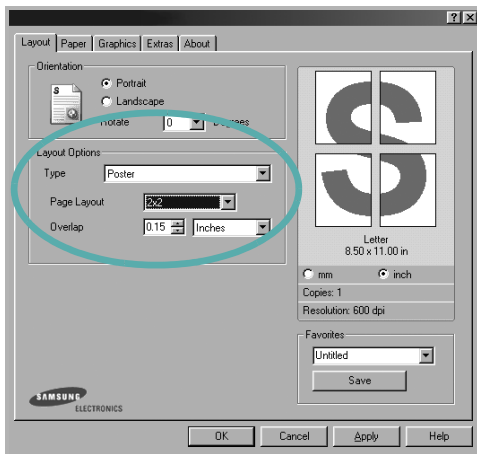 ? X
Layout Paper Graphics Extras About
Orientation
S
Portrait
Landscape
Rotate 0 Degrees
Layout Options
Type Poster
Page Layout 2x2
Overlap 0.15 Inches
S
Letter
8.50 x 11.00 in
mm inch
Copies: 1
Resolution: 600 dpi
Favorites
Untitled
Save
SAMSUNG
ELECTRONICS
OK Cancel Apply Help